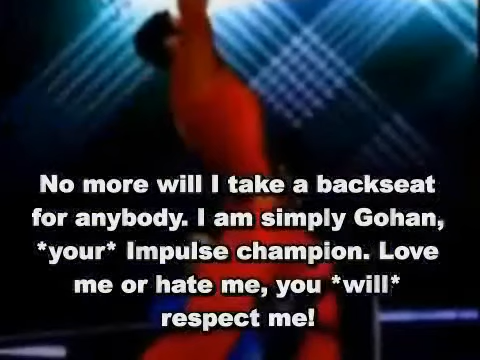 No more will I take a backseat
for anybody. I am simply Gohan,
*your* Impulse champion. Love
me or hate me, you *will*
respect me!